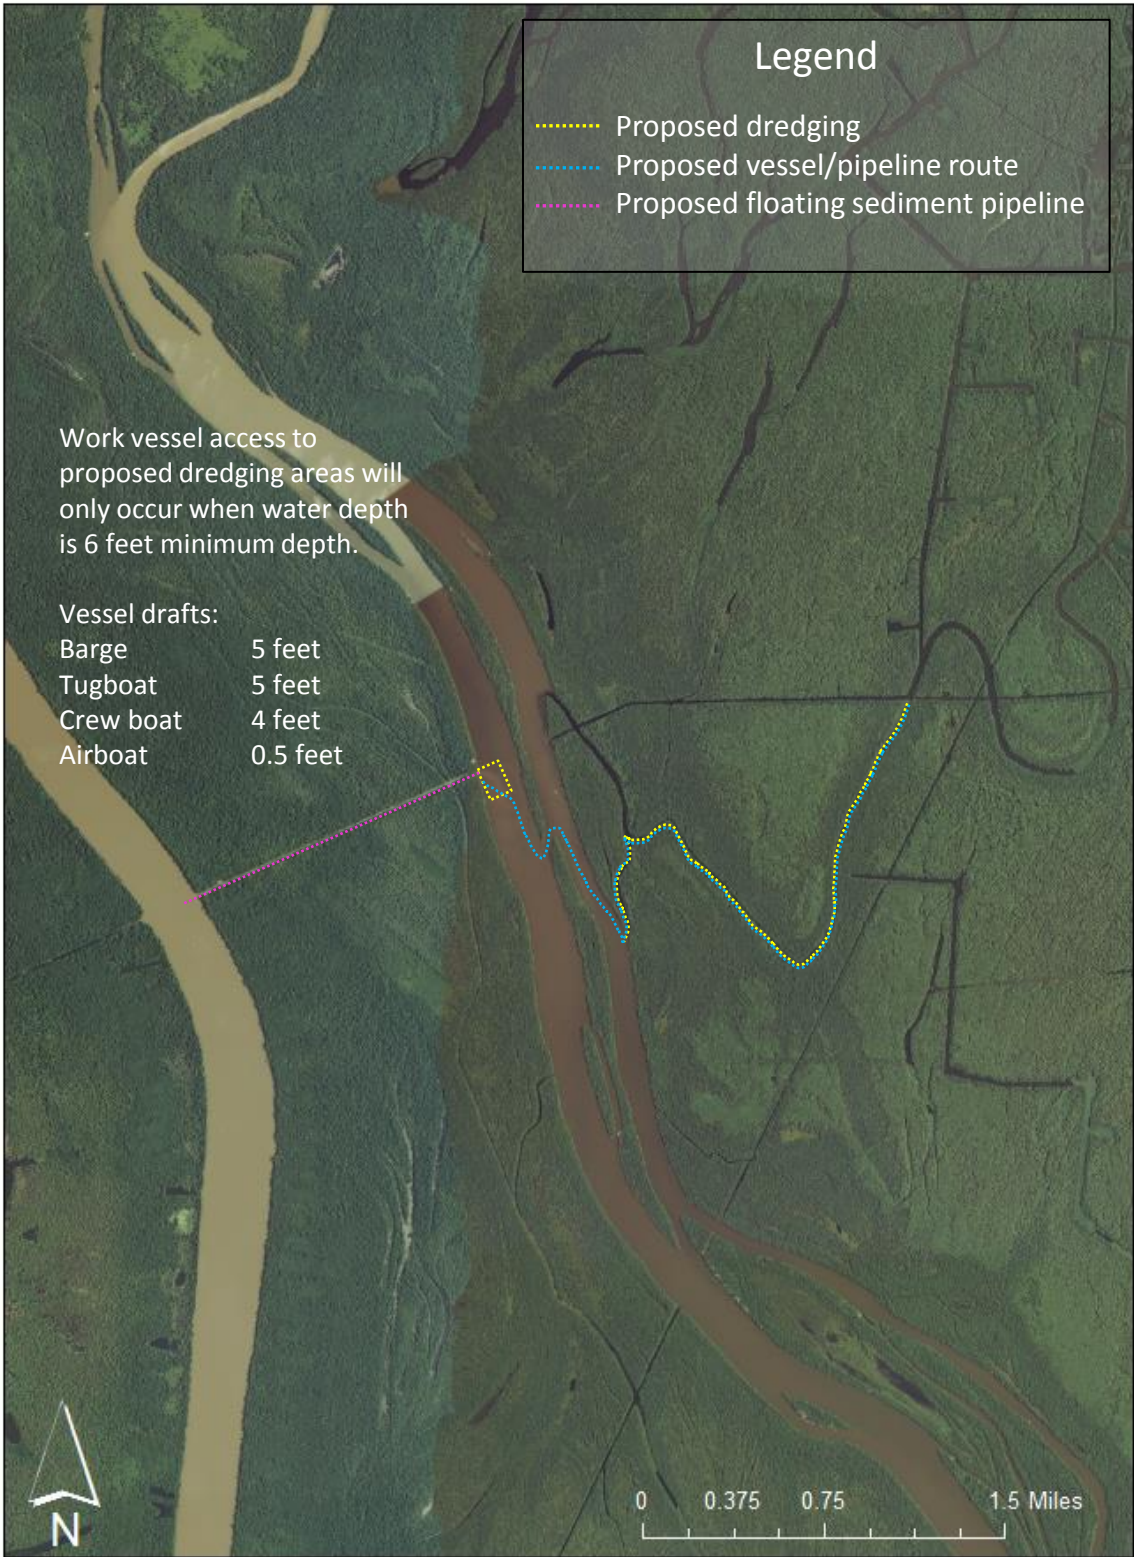 Legend
Proposed dredging
Proposed vessel/pipeline route
Proposed floating sediment pipeline
Work vessel access to
proposed dredging areas will
only occur when water depth
is 6 feet minimum depth.
Vessel drafts:
Barge 5 feet
Tugboat 5 feet
Crew boat 4 feet
Airboat 0.5 feet
0 0.375 0.75 1.5 Miles
N